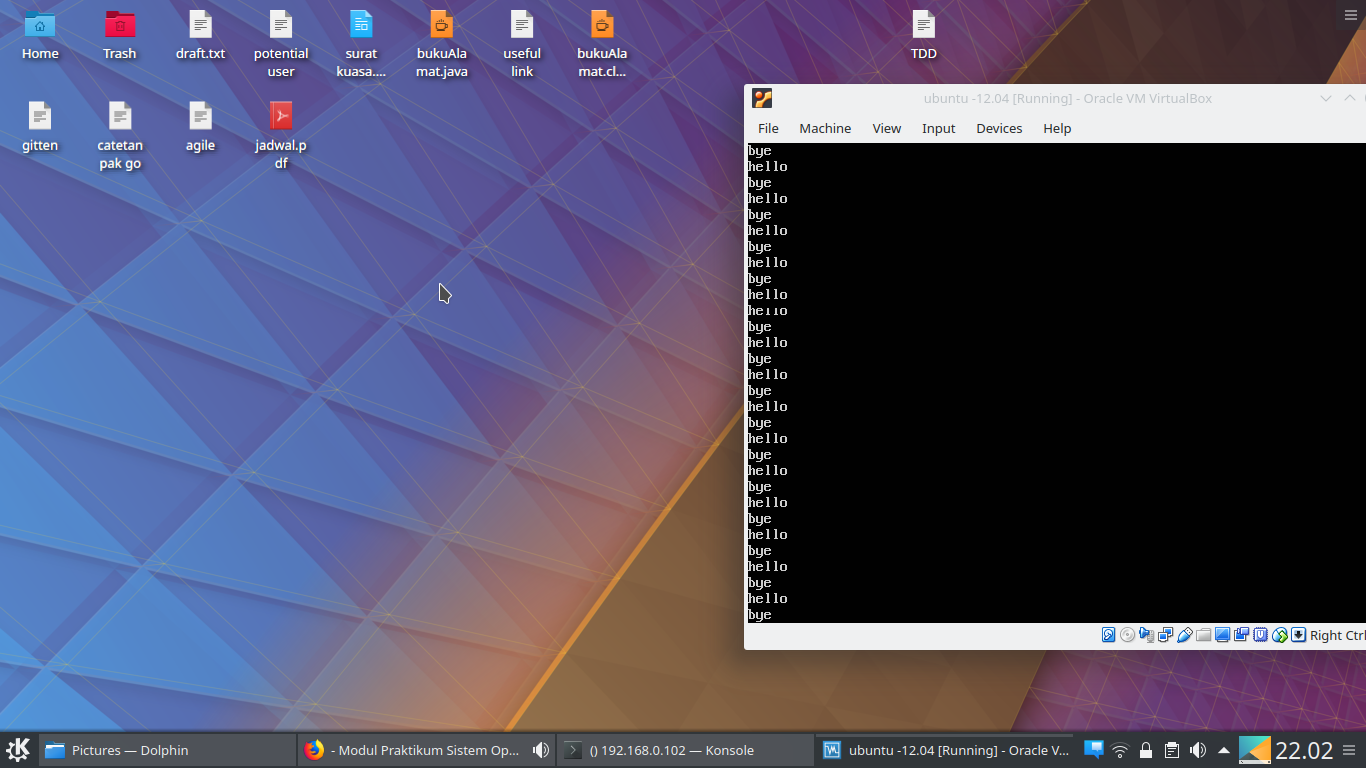 Home
Trash
draft.txt
potential
user
surat
kuasa....
bukuAla
mat.java
useful
link
bukuAla
mat.cl...
TDD
gitten
catetan
pak go
agile
jadwal.p
df
ubuntu -12.04 [Running] - Oracle VM VirtualBox
File Machine View Input Devices Help
bye
hello
bye
hello
bye
hello
bye
hello
bye
hello
hello
bye
hello
bye
hello
bye
hello
bye
hello
bye
hello
bye
hello
bye
hello
bye
hello
bye
hello
bye
Right Ctrl
Pictures — Dolphin
- Modul Praktikum Sistem Op...
() 192.168.0.102 — Konsole
ubuntu -12.04 [Running] - Oracle V...
22.02